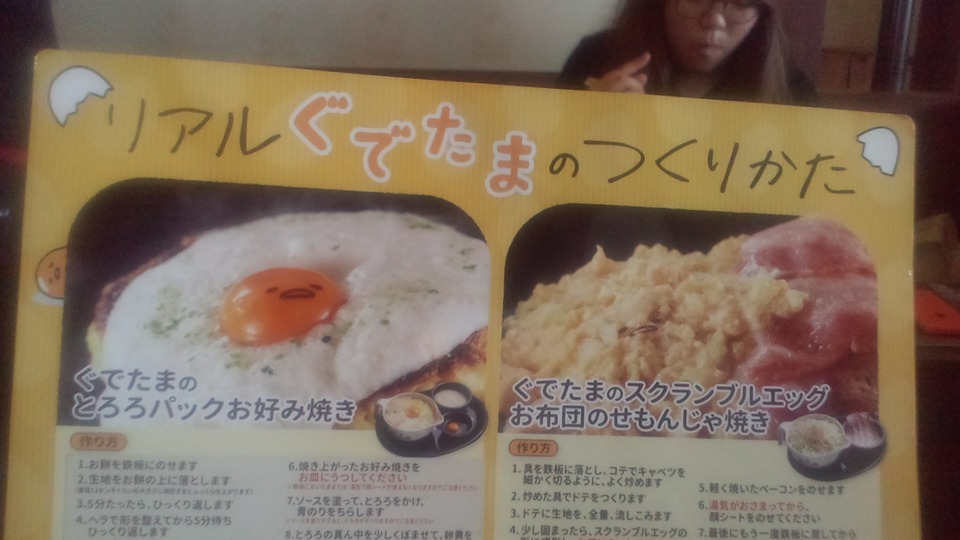 リアルぐでたまのつくりかた
ぐでたまの
とろろパックお好み焼き
作り方
1.お餅を鉄板にのせます
2.生地をお餅の上に落とします
3.5分たったら、ひっくり返します
4.ヘラで形を整えてから5分待ち
ひっくり返します
6.焼き上がったお好み焼きを
お皿にうつしてください
7.ソースを塗って、とろろをかけ、
青のりをちらします
8.とろろの真ん中を少しくぼませて、卵黄を
ぐでたまのスクランブルエッグ
お布団のせもんじゃ焼き
作り方
1.具を鉄板に落とし、コテでキャベツを
細かく切るように、よく炒めます
2.炒めた具でドテをつくります
3.ドテに生地を、全量、流しこみます
4.少し固まったら、スクランブルエッグの
5.軽く焼いたベーコンをのせます
6.湯気がおさまってから、
顔シートをのせてください
7.最後にもう一度鉄板に戻してから